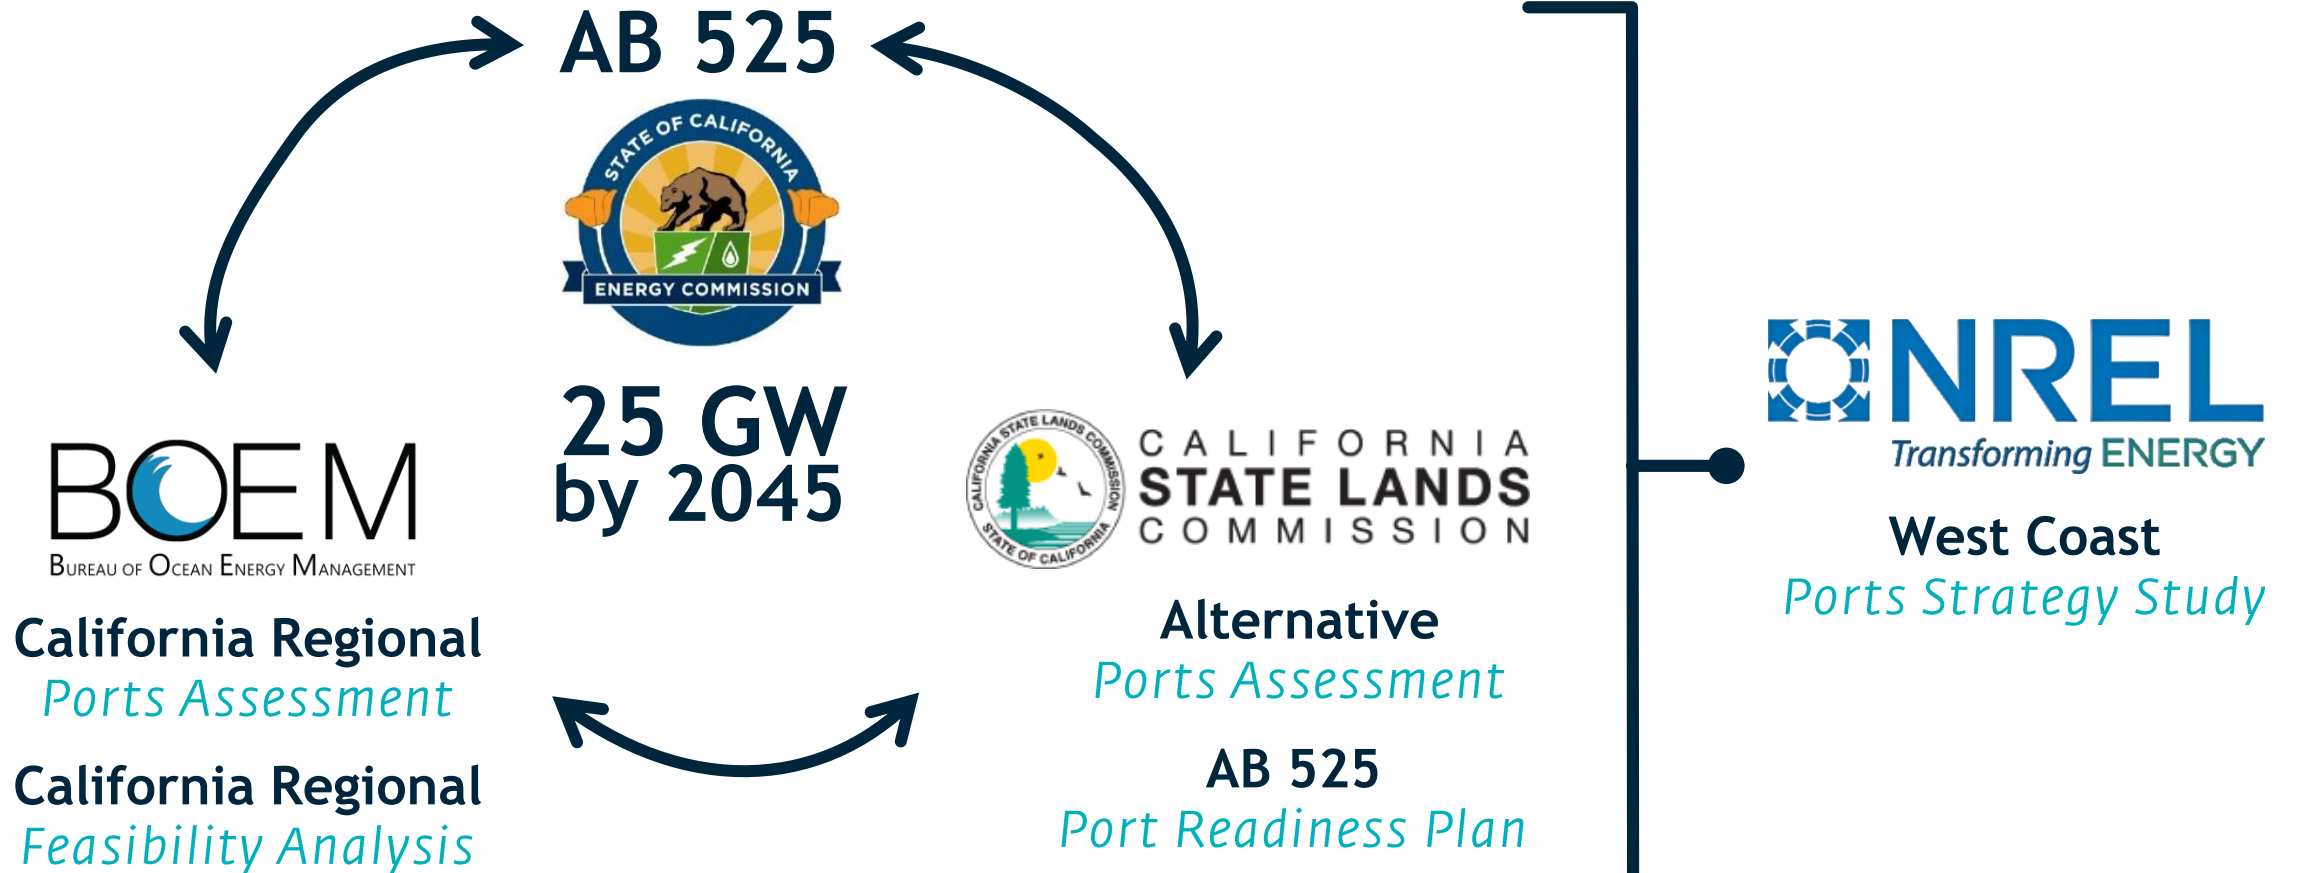 AB 525
STATE OF CALIFORNIA
ENERGY COMMISSION
25 GW
by 2045
BOEM
BUREAU OF OCEAN ENERGY MANAGEMENT
California Regional
Ports Assessment
California Regional
Feasibility Analysis
CALIFORNIA STATE LANDS COMMISSION
STATE OF CALIFORNIA
CALIFORNIA
STATE LANDS
COMMISSION
Alternative
Ports Assessment
AB 525
Port Readiness Plan
NREL
Transforming ENERGY
West Coast
Ports Strategy Study